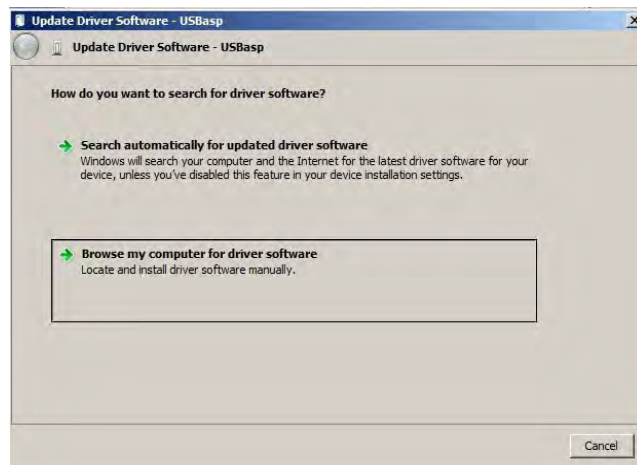 Update Driver Software - USBasp
Update Driver Software - USBasp
How do you want to search for driver software?
Search automatically for updated driver software
Windows will search your computer and the Internet for the latest driver software for your
device, unless you've disabled this feature in your device installation settings.
Browse my computer for driver software
Locate and install driver software manually.
Cancel